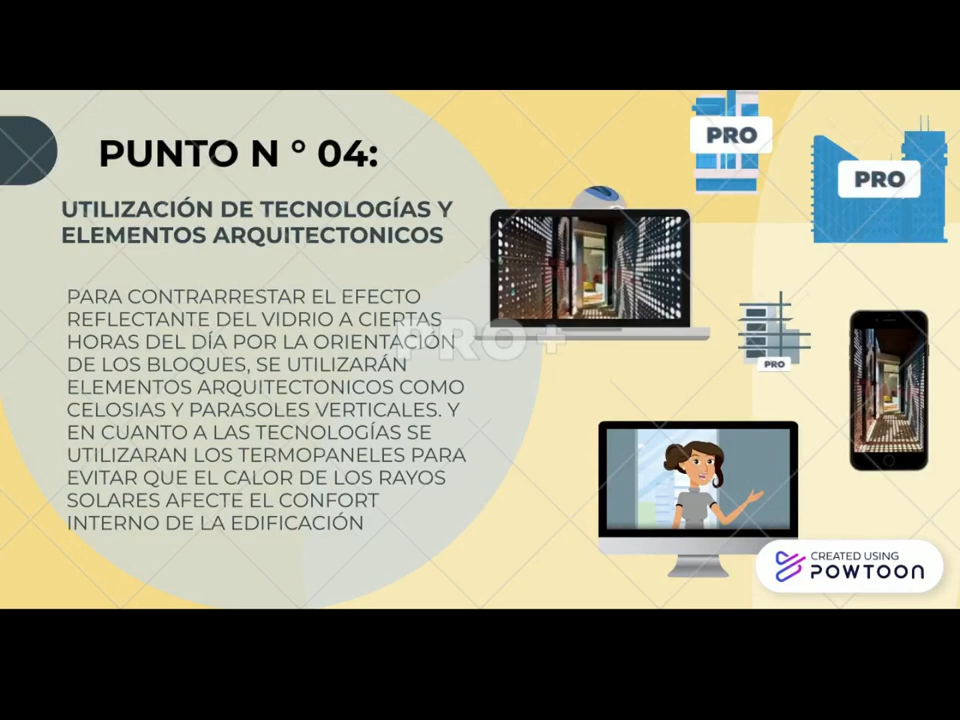 PUNTO N ° 04:
UTILIZACIÓN DE TECNOLOGÍAS Y
ELEMENTOS ARQUITECTONICOS
PARA CONTRARRESTAR EL EFECTO
REFLECTANTE DEL VIDRIO A CIERTAS
HORAS DEL DÍA POR LA ORIENTACIÓN
DE LOS BLOQUES, SE UTILIZARÁN
ELEMENTOS ARQUITECTONICOS COMO
CELOSIAS Y PARASOLES VERTICALES. Y
EN CUANTO A LAS TECNOLOGÍAS SE
UTILIZARAN LOS TERMOPANELES PARA
EVITAR QUE EL CALOR DE LOS RAYOS
SOLARES AFECTE EL CONFORT
INTERNO DE LA EDIFICACIÓN
PRO
PRO
PRO +
PRO
CREATED USING
POWTOON